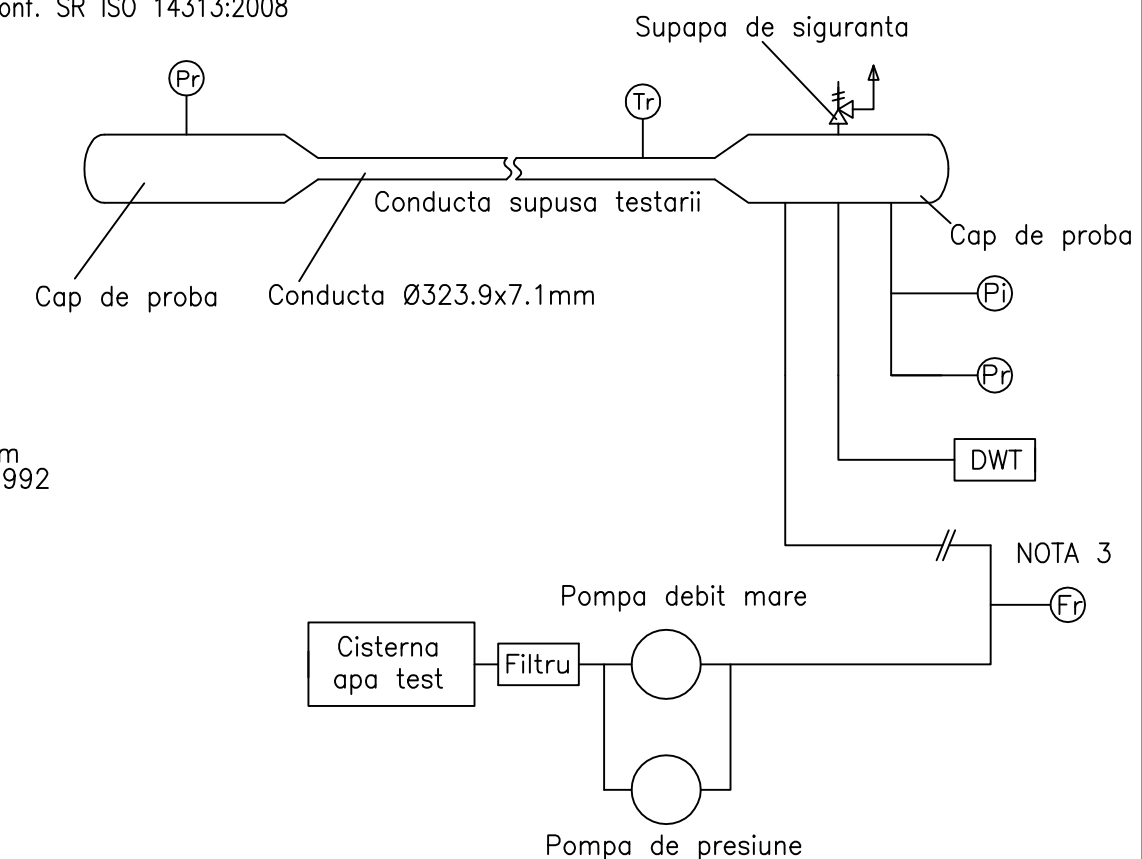 onf. SR ISO 14313:2008
Supapa de siguranta
Pr
Tr
Conducta supusa testarii
Cap de proba
Cap de proba
Conducta Ø323.9x7.1mm
Pi
Pr
m
992
DWT
NOTA 3
Pompa debit mare
Fr
Cisterna
apa test
Filtru
Pompa de presiune